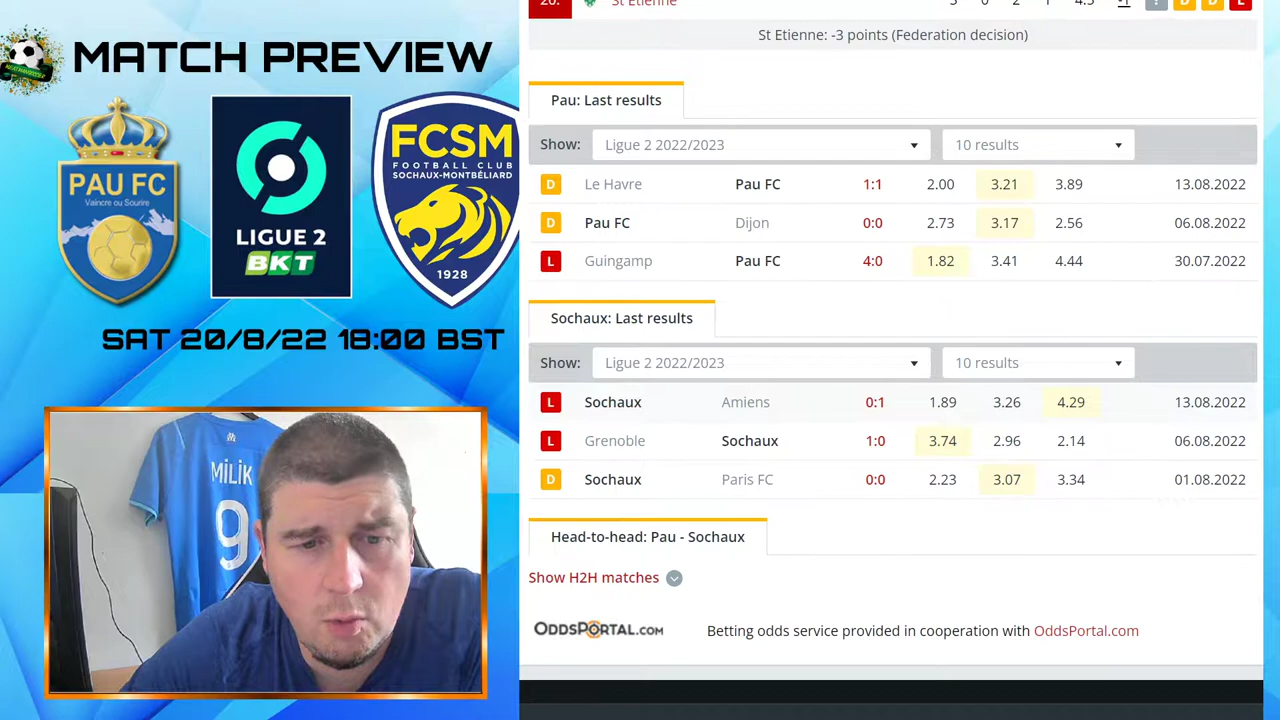 MATCH PREVIEW
PAU FC
Vaincre ou Sourire
LIGUE 2
BKT
FCSM
FOOTBALL CLUB
SOCHAUX-MONTBÉLIARD
1928
SAT 20/8/22 18:00 BST
MILIK
9
20. St Etienne 3 0 2 1 4:5 -1 ? D D L
St Etienne: -3 points (Federation decision)
Pau: Last results
Show: Ligue 2 2022/2023 10 results
D Le Havre Pau FC 1:1 2.00 3.21 3.89 13.08.2022
D Pau FC Dijon 0:0 2.73 3.17 2.56 06.08.2022
L Guingamp Pau FC 4:0 1.82 3.41 4.44 30.07.2022
Sochaux: Last results
Show: Ligue 2 2022/2023 10 results
L Sochaux Amiens 0:1 1.89 3.26 4.29 13.08.2022
L Grenoble Sochaux 1:0 3.74 2.96 2.14 06.08.2022
D Sochaux Paris FC 0:0 2.23 3.07 3.34 01.08.2022
Head-to-head: Pau - Sochaux
Show H2H matches
ODDSPORTAL.COM
Betting odds service provided in cooperation with OddsPortal.com